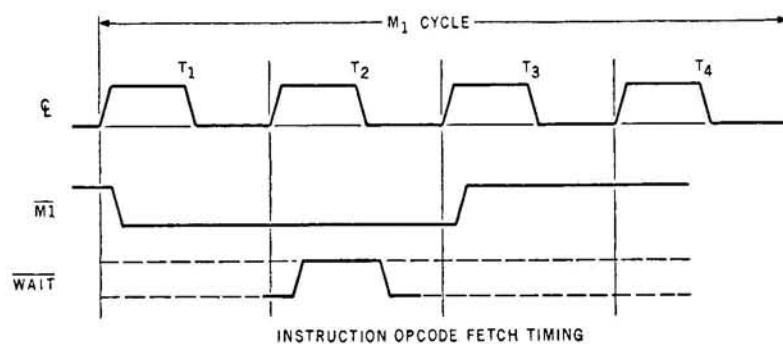 M1 CYCLE
T1 T2 T3 T4
℄
M1
WAIT
INSTRUCTION OPCODE FETCH TIMING